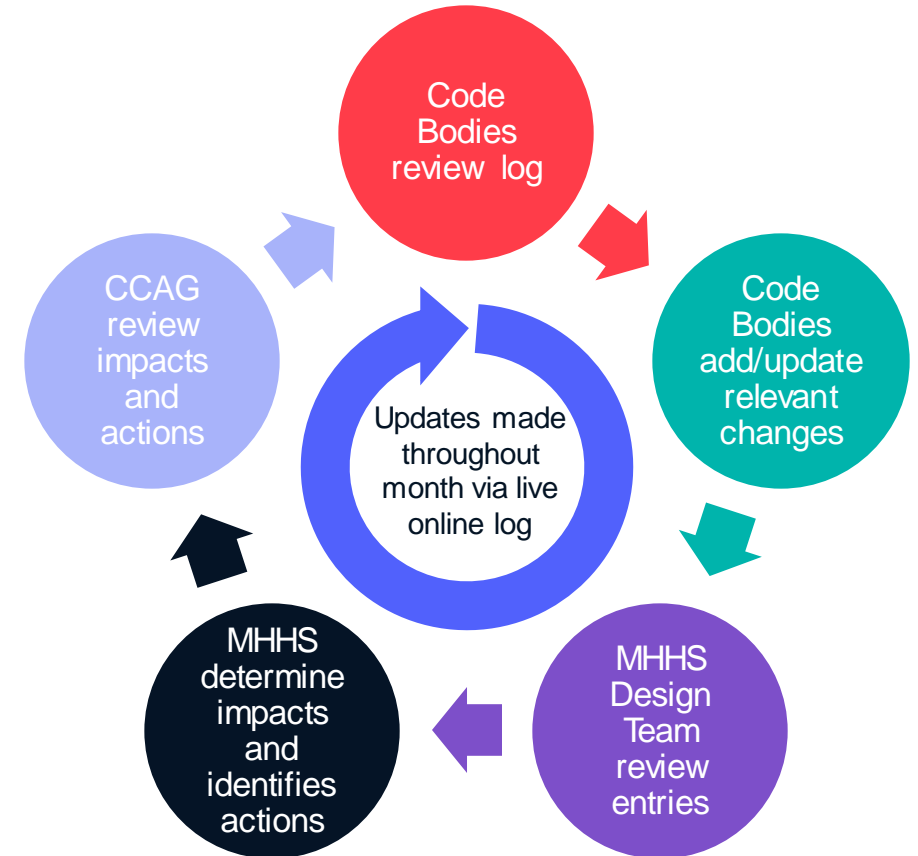 Code
Bodies
review log
Code
Bodies
add/update
relevant
changes
MHHS
Design
Team
review
entries
MHHS
determine
impacts
and
identifies
actions
CCAG
review
impacts
and
actions
Updates made
throughout
month via live
online log